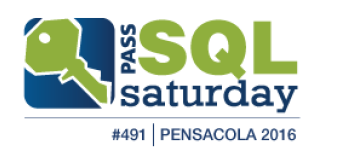 PASS SQL
saturday
#491 | PENSACOLA 2016